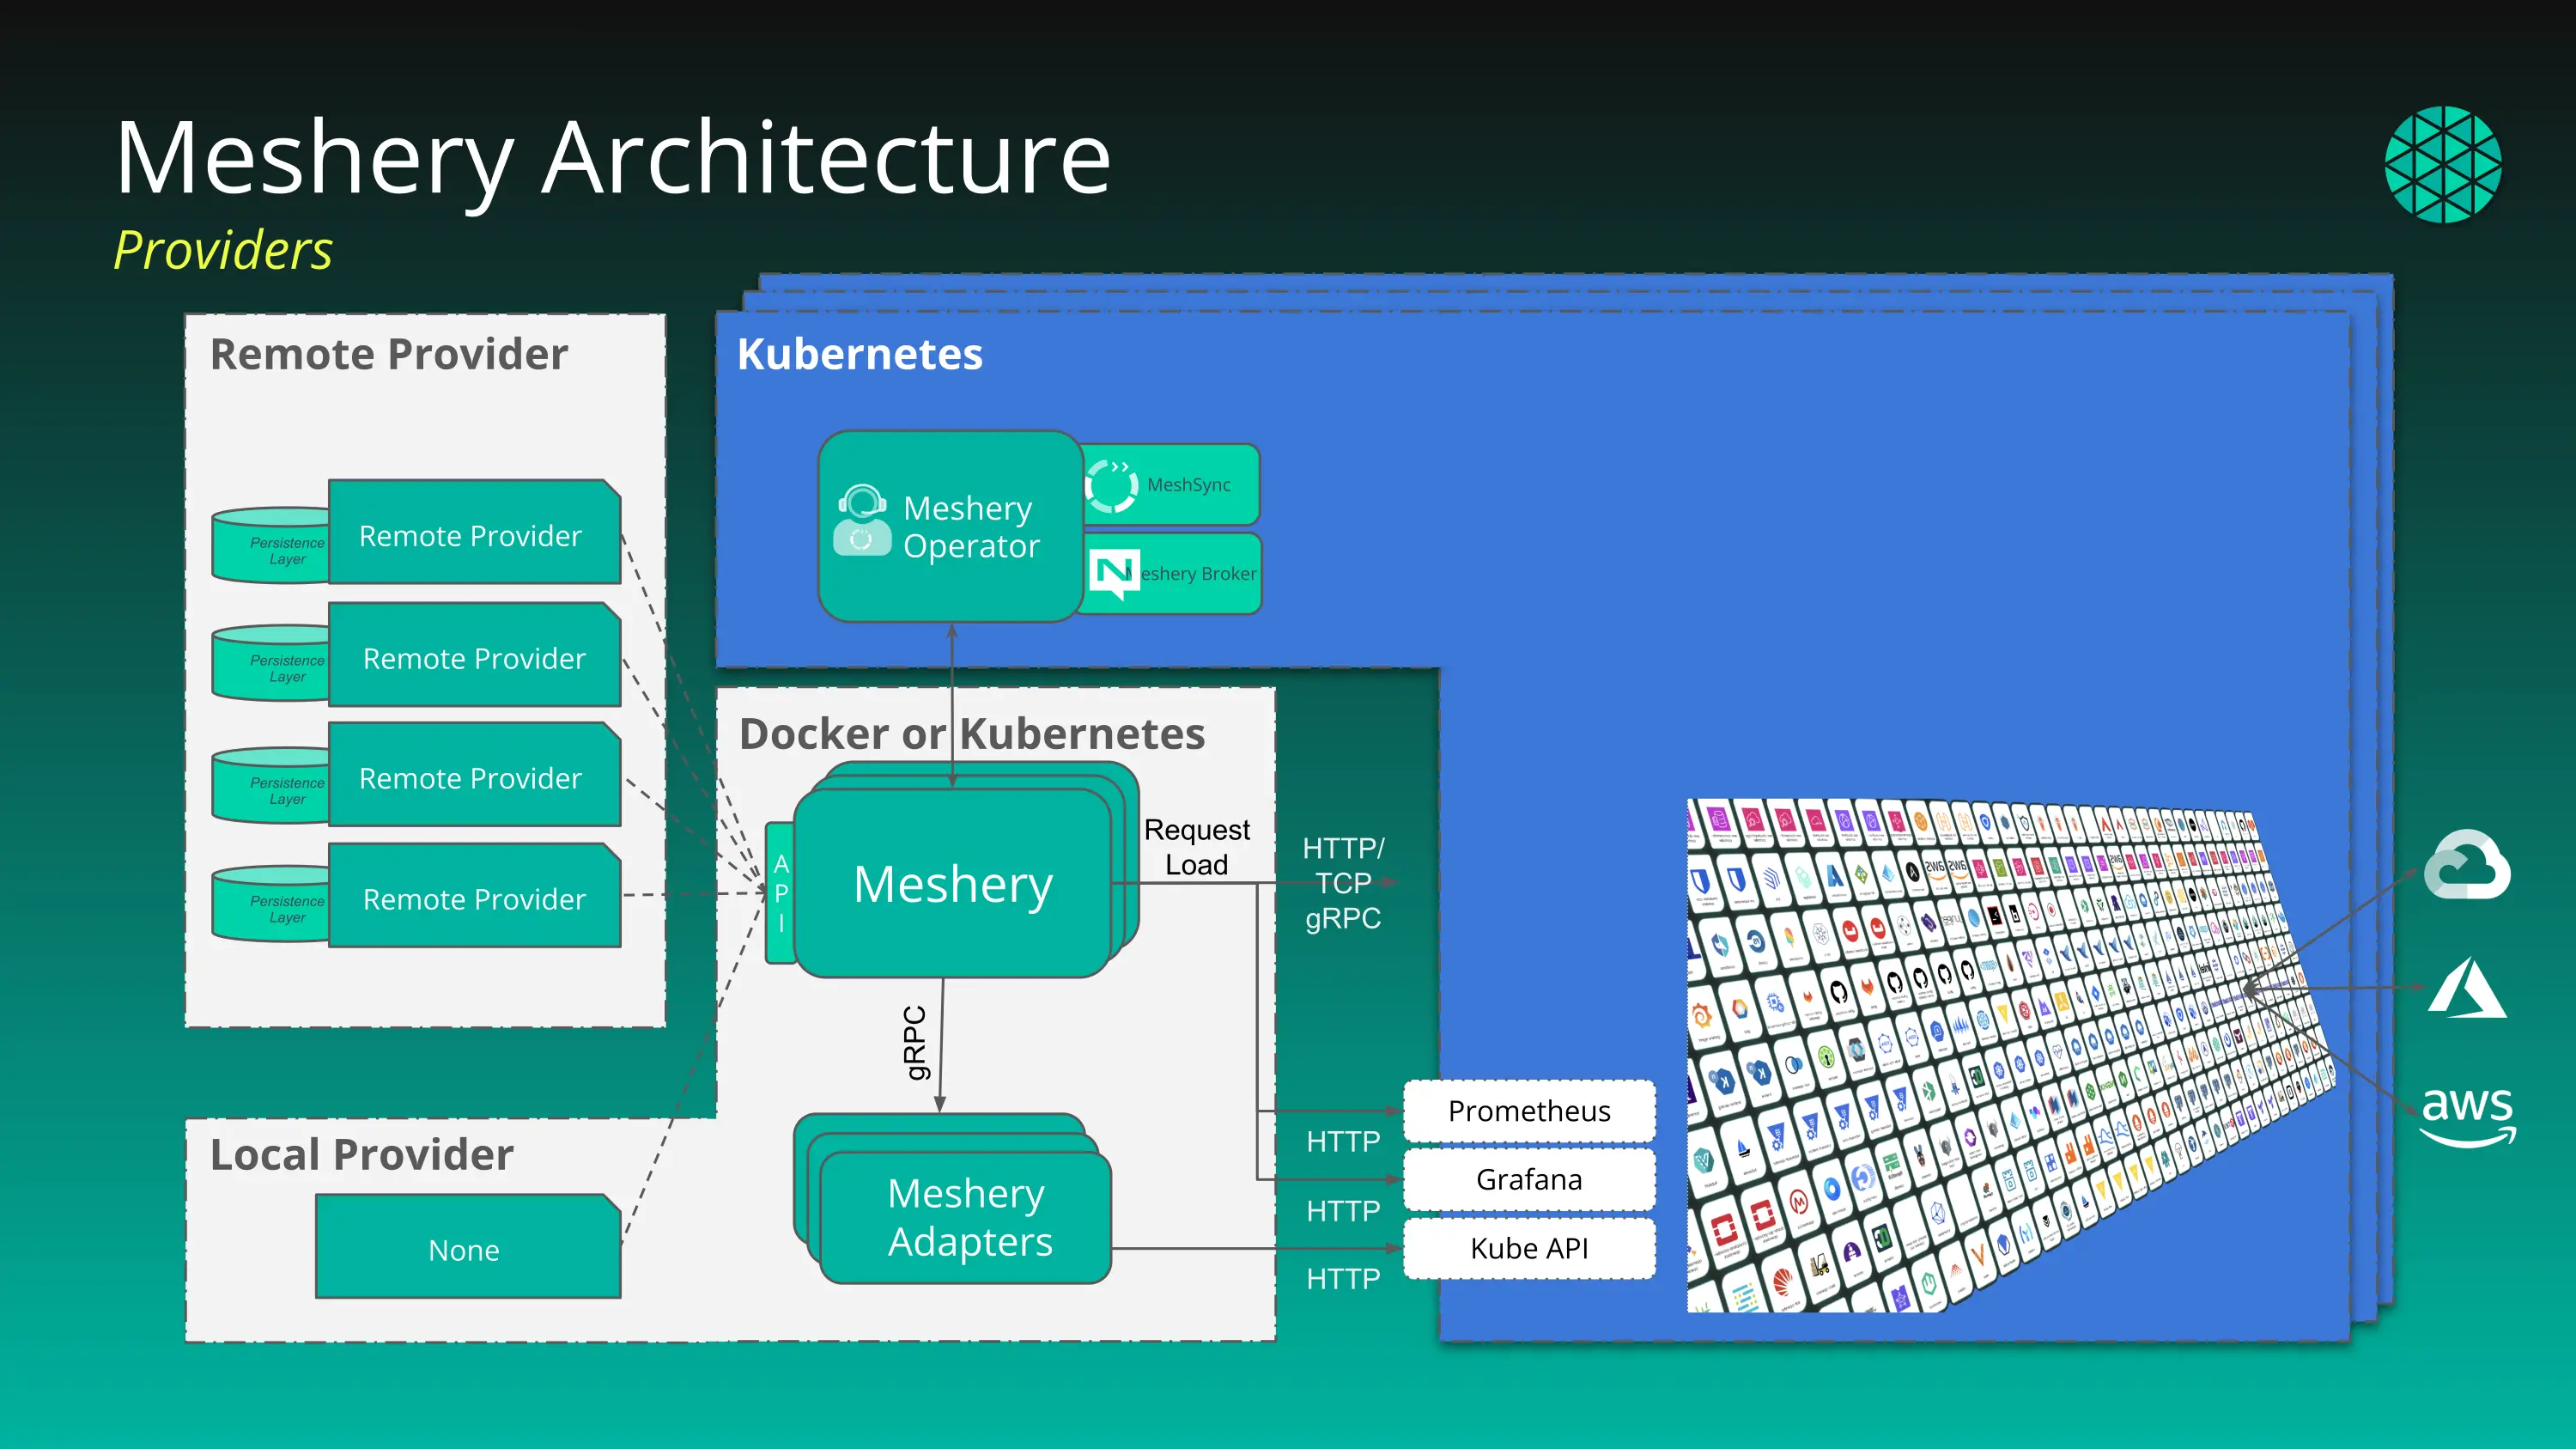 Meshery Architecture
Providers
Remote Provider
Persistence
Layer
Remote Provider
Persistence
Layer
Remote Provider
Persistence
Layer
Remote Provider
Persistence
Layer
Remote Provider
Kubernetes
Meshery
Operator
MeshSync
Meshery Broker
Docker or Kubernetes
A
P
I
Meshery
Request
Load
HTTP/
TCP
gRPC
gRPC
Meshery
Adapters
Local Provider
None
Prometheus
HTTP
Grafana
HTTP
Kube API
HTTP
aws